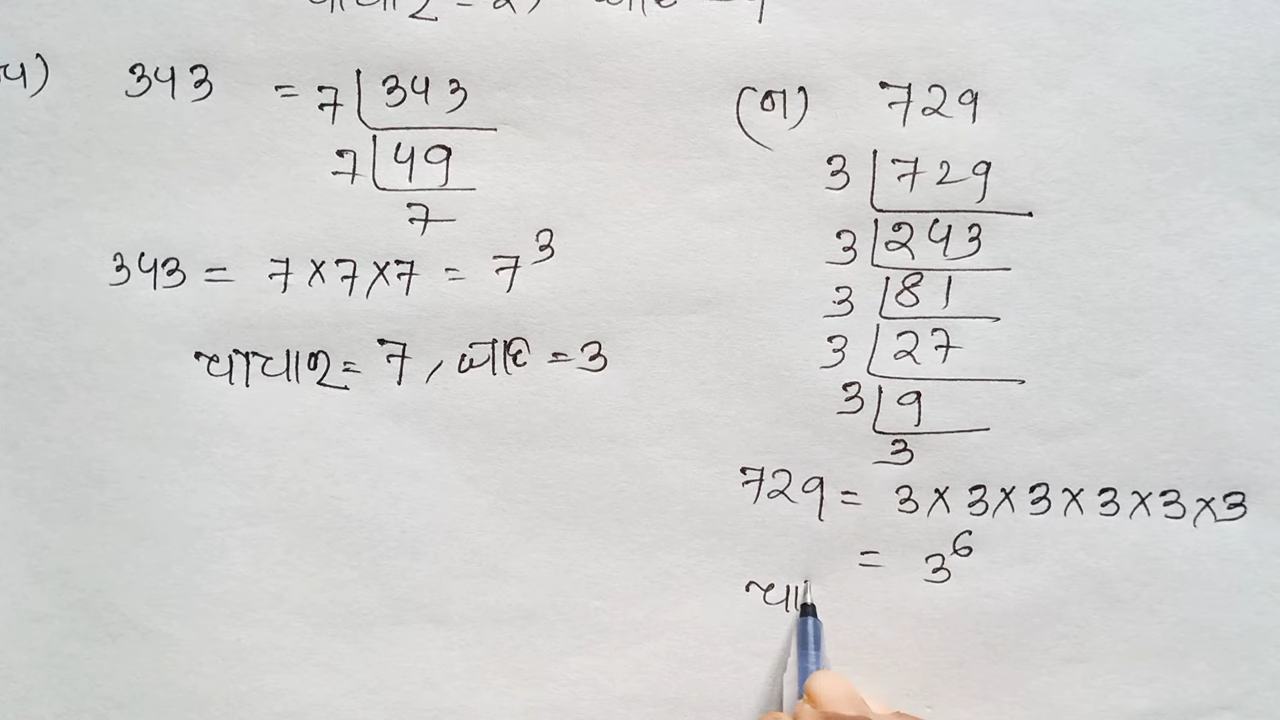 343 = 7 | 343
7 | 49
7
343 = 7 × 7 × 7 = 7³
= 7, = 3
729
3 | 729
3 | 243
3 | 81
3 | 27
3 | 9
3
729 = 3 × 3 × 3 × 3 × 3 × 3
= 3⁶